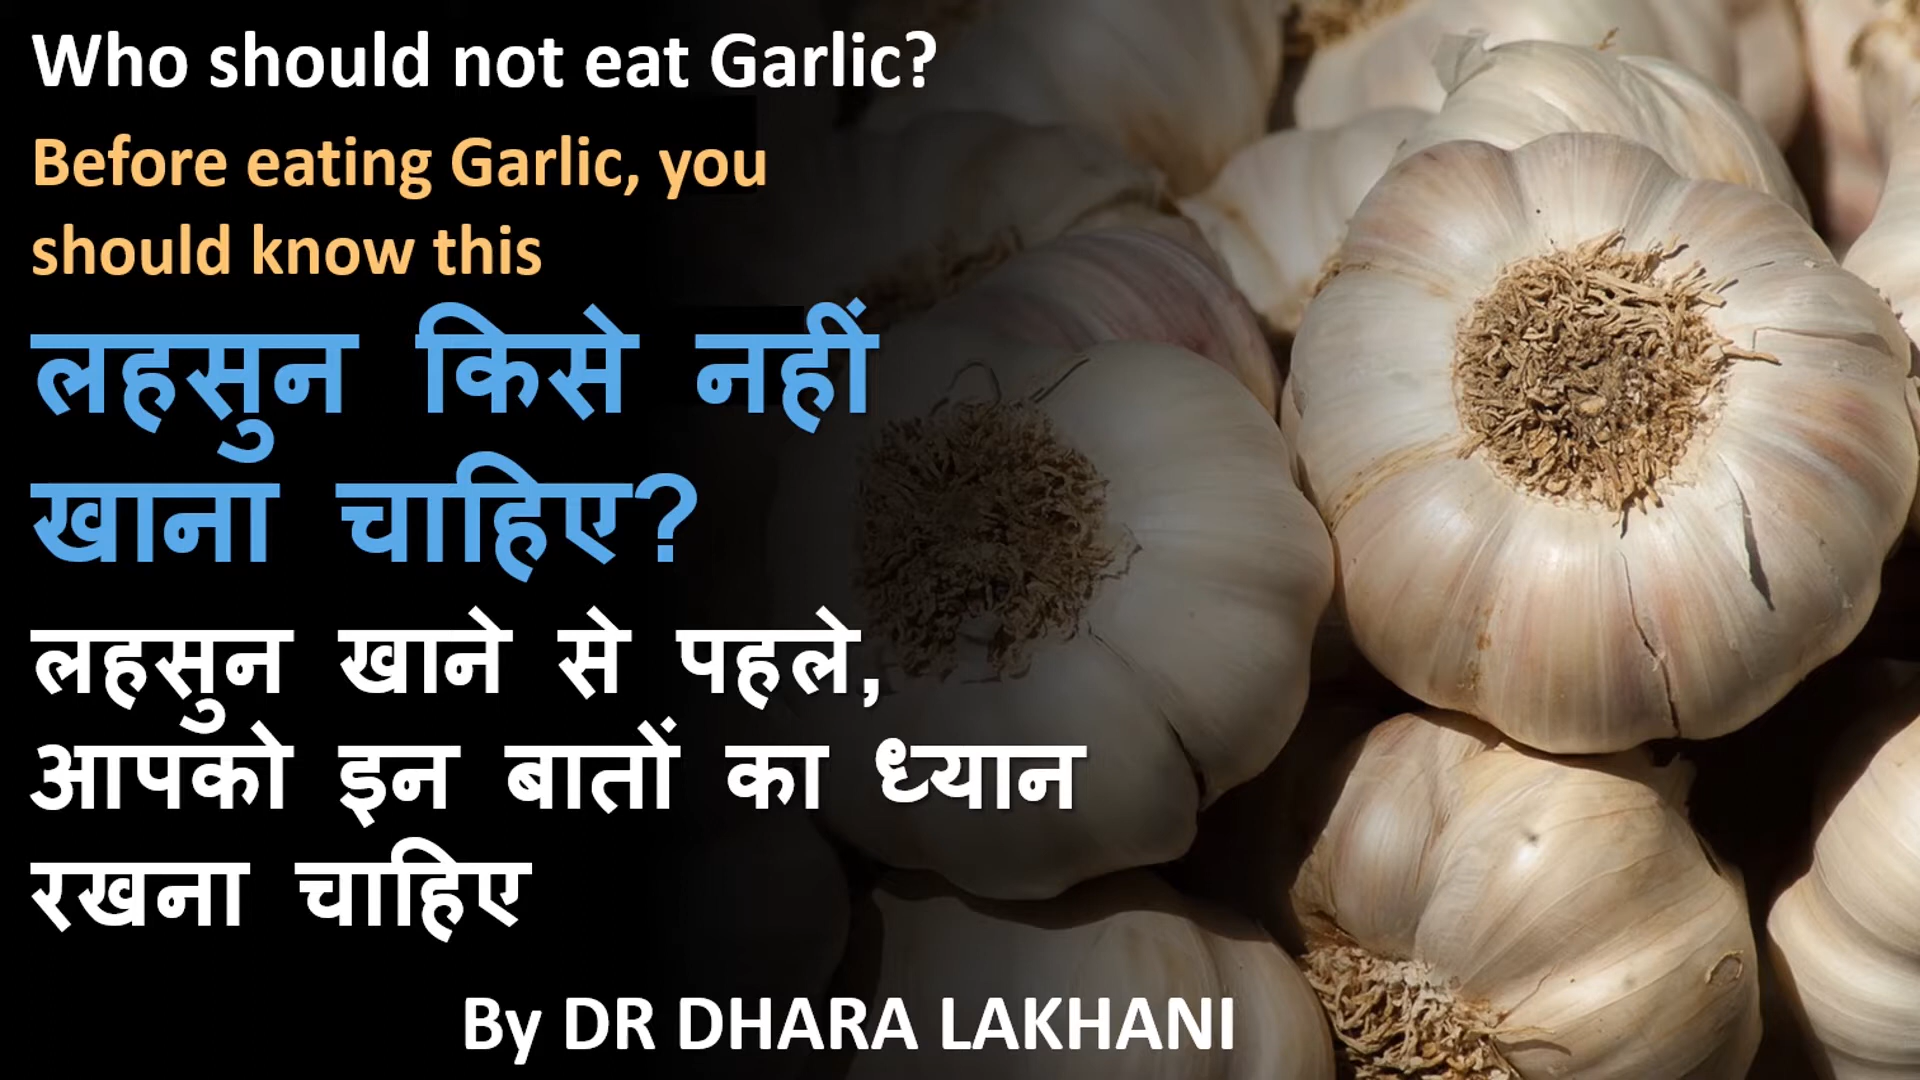 Who should not eat Garlic?
Before eating Garlic, you
should know this
लहसुन किसे नहीं
खाना चाहिए?
लहसुन खाने से पहले,
आपको इन बातों का ध्यान
रखना चाहिए
By DR DHARA LAKHANI